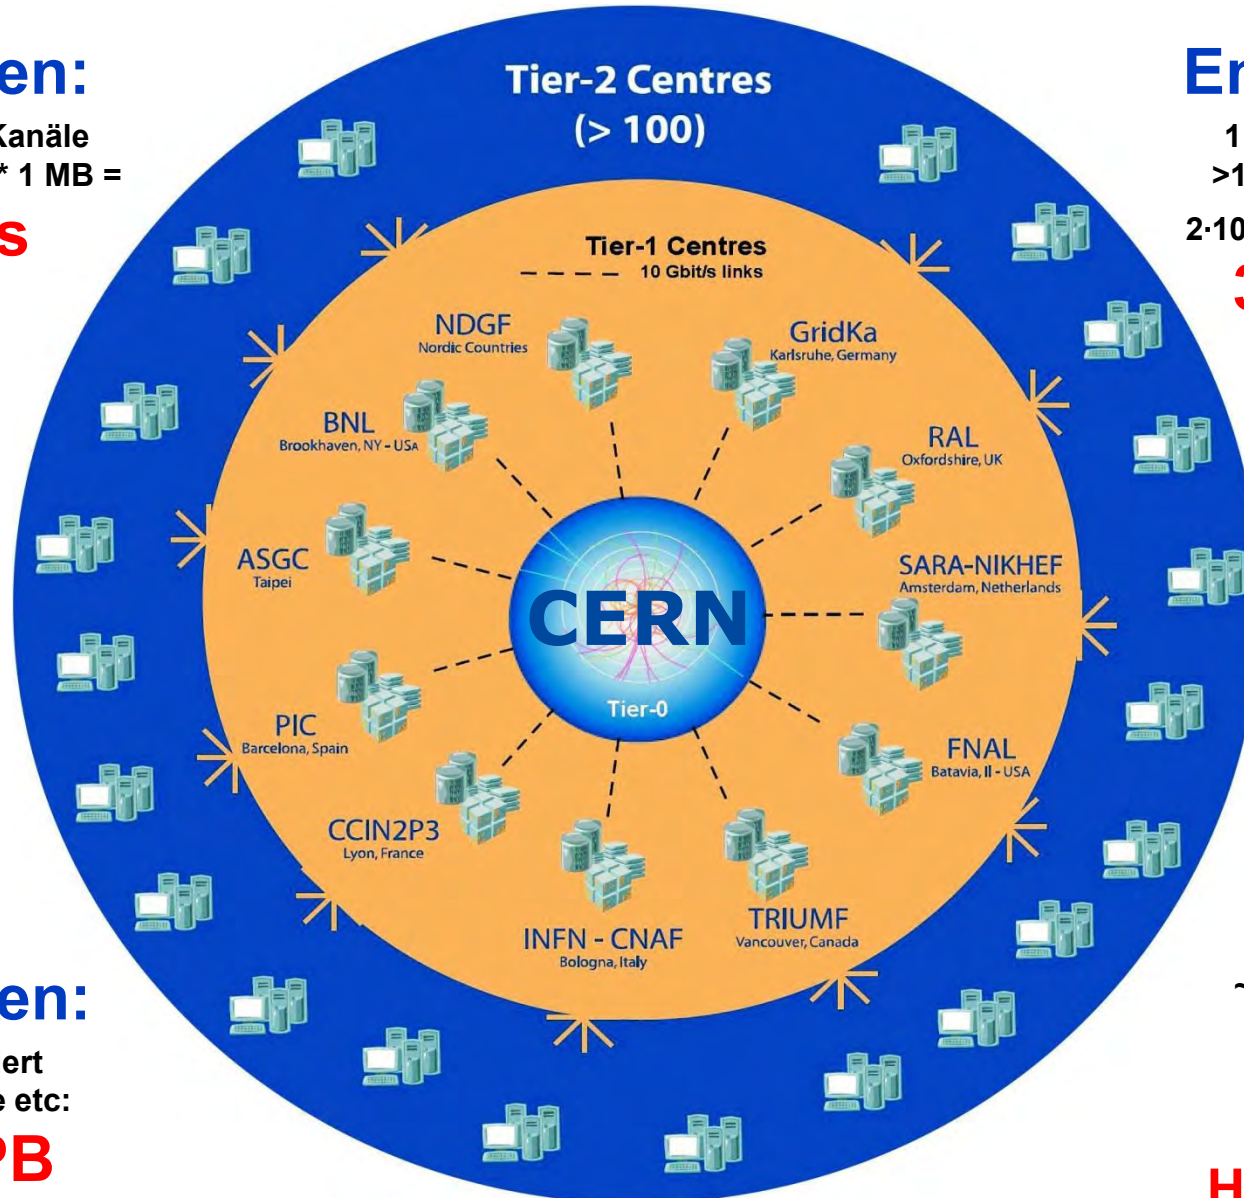 en:
Kanäle
* 1 MB =
s
Tier-2 Centres
(> 100)
En
1
>1
2·10
3
Tier-1 Centres
10 Gbit/s links
NDGF
Nordic Countries
GridKa
Karlsruhe, Germany
BNL
Brookhaven, NY - USA
RAL
Oxfordshire, UK
ASGC
Taipei
SARA-NIKHEF
Amsterdam, Netherlands
CERN
Tier-0
PIC
Barcelona, Spain
FNAL
Batavia, Il - USA
CCIN2P3
Lyon, France
TRIUMF
Vancouver, Canada
INFN - CNAF
Bologna, Italy
en:
ert
e etc:
PB
~
H